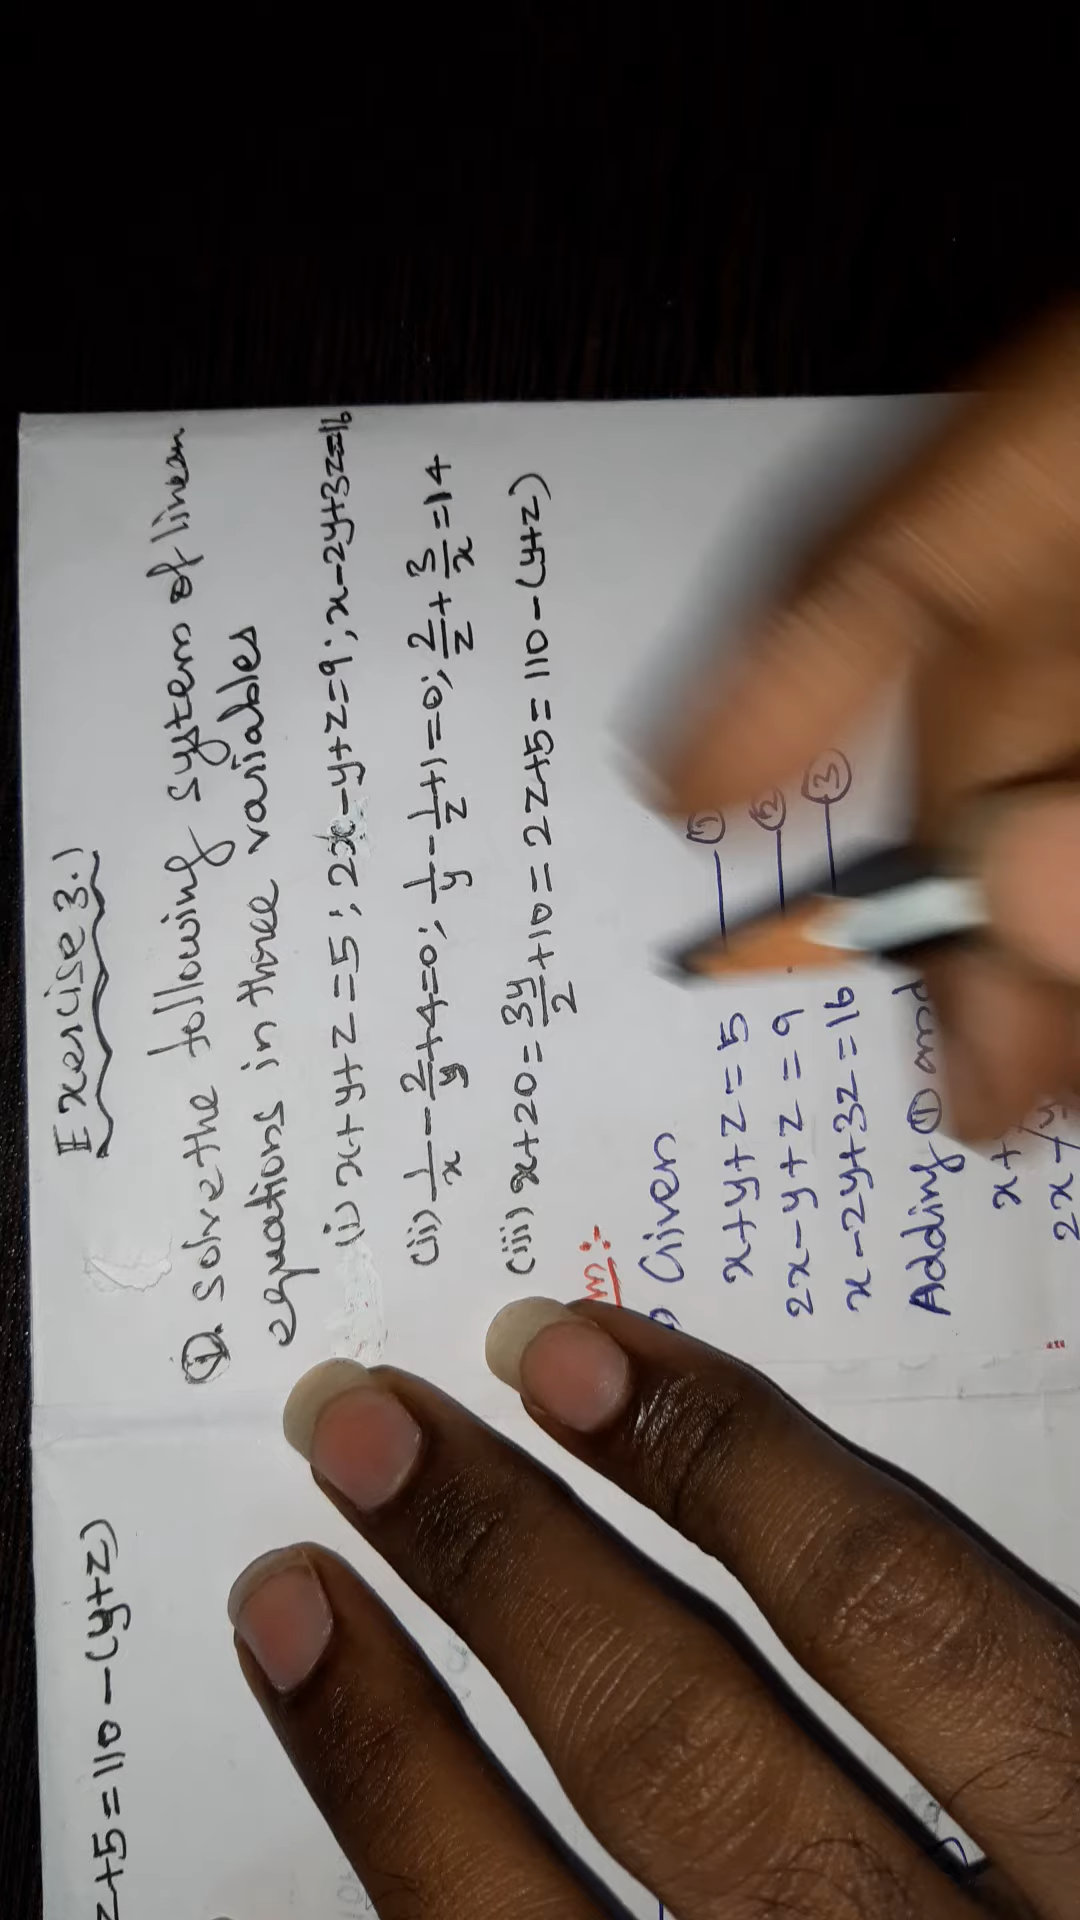 Exercise 3.1
①. solve the following system of linear
equations in three variables
(i) x+y+z=5; 2x-y+z=9; x-2y+3z=16
(ii) 1/x - 2/y +4=0; 1/y - 1/z +1=0; 2/z + 3/x =14
(iii) x+20= 3y/2 +10=2z+5=110-(y+z)
Given
x+y+z=5 ①
2x-y+z=9 ②
x-2y+3z=16 ③
Adding ① and
x+
2x-y
z+5=110-(y+z)